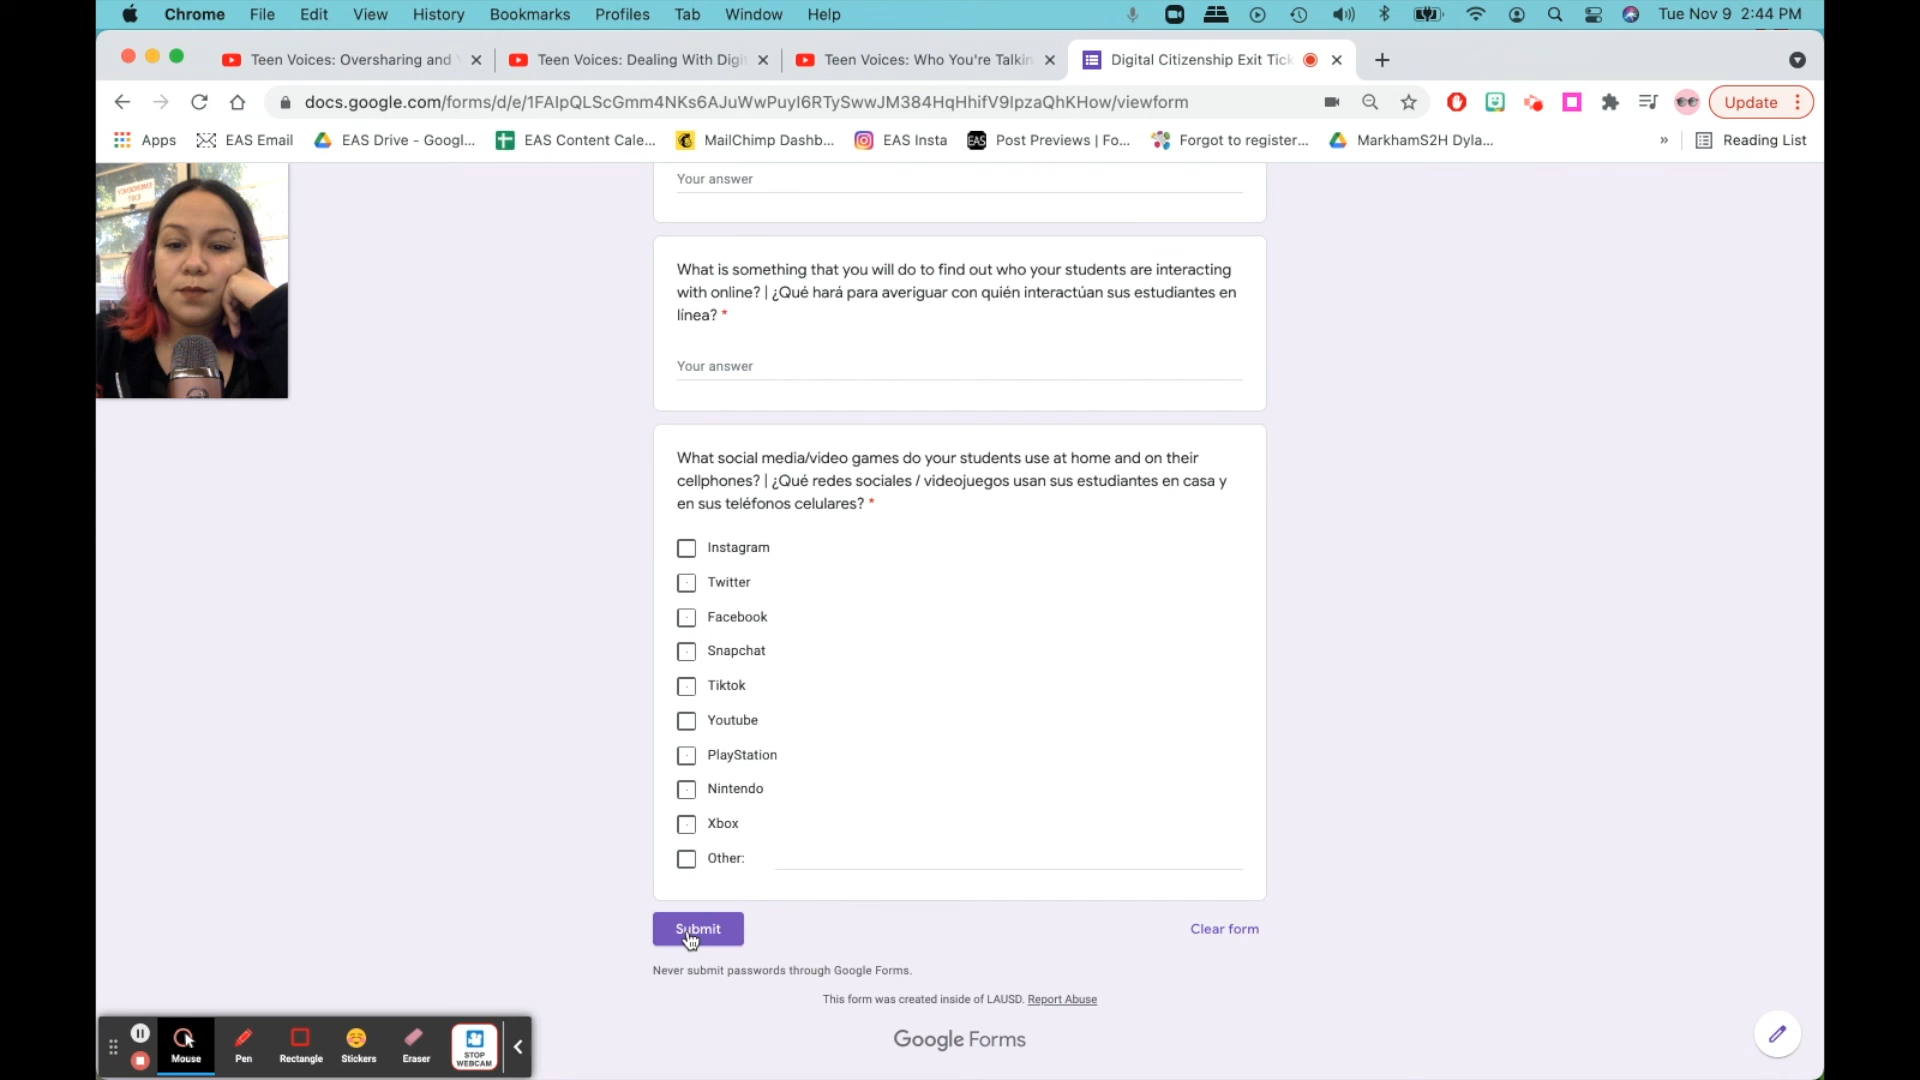 Chrome File Edit View History Bookmarks Profiles Tab Window Help Tue Nov 9 2:44 PM
Teen Voices: Oversharing and Teen Voices: Dealing With Digi Teen Voices: Who You're Talkin Digital Citizenship Exit Tick
docs.google.com/forms/d/e/1FAIpQLScGmm4NKs6AJuWwPuyI6RTySwwJM384HqHhifV9IpzaQhKHow/viewform Update
Apps EAS Email EAS Drive - Googl... EAS Content Cale... MailChimp Dashb... EAS Insta EAS Post Previews | Fo... Forgot to register... MarkhamS2H Dyla... » Reading List
Your answer
What is something that you will do to find out who your students are interacting
with online? | ¿Qué hará para averiguar con quién interactúan sus estudiantes en
línea? *
Your answer
What social media/video games do your students use at home and on their
cellphones? | ¿Qué redes sociales / videojuegos usan sus estudiantes en casa y
en sus teléfonos celulares? *
Instagram
Twitter
Facebook
Snapchat
Tiktok
Youtube
PlayStation
Nintendo
Xbox
Other:
Submit Clear form
Never submit passwords through Google Forms.
This form was created inside of LAUSD. Report Abuse
Google Forms
Mouse Pen Rectangle Stickers Eraser STOP
WEBCAM